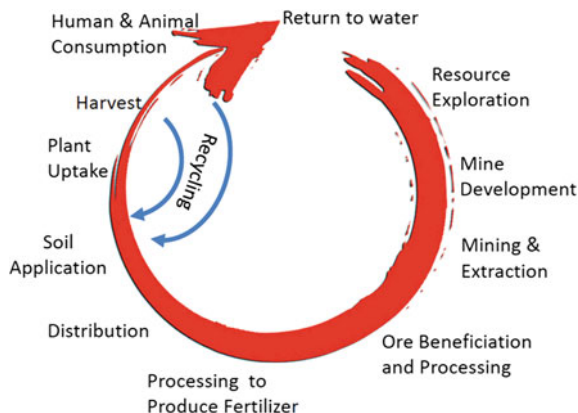 Human & Animal
Consumption
Return to water
Resource
Exploration
Mine
Development
Mining &
Extraction
Ore Beneficiation
and Processing
Processing to
Produce Fertilizer
Distribution
Soil
Application
Plant
Uptake
Harvest
Recycling